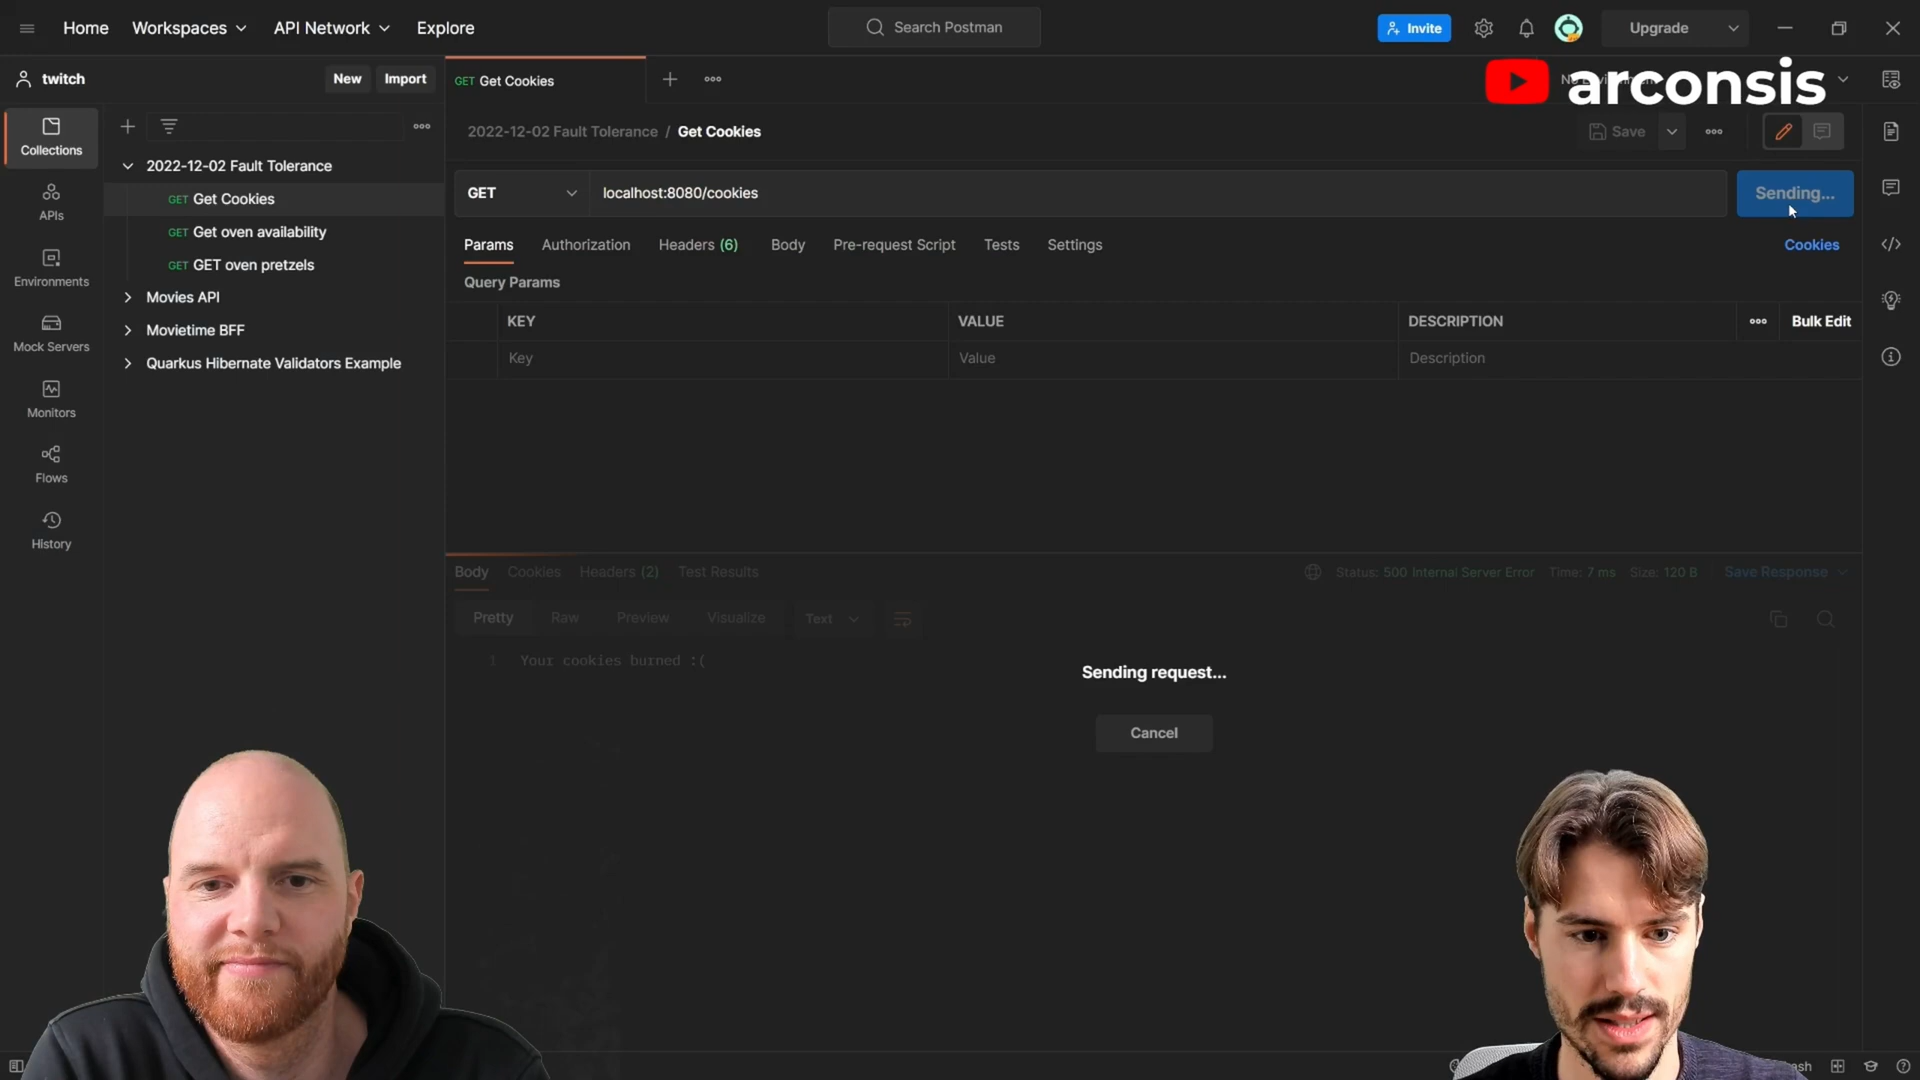 Home Workspaces API Network Explore Search Postman Invite Upgrade
twitch New Import GET Get Cookies arconsis
2022-12-02 Fault Tolerance / Get Cookies Save
Collections 2022-12-02 Fault Tolerance
GET Get Cookies GET localhost:8080/cookies Sending...
APIs GET Get oven availability
Params Authorization Headers (6) Body Pre-request Script Tests Settings Cookies
GET GET oven pretzels
Environments Query Params
Movies API KEY VALUE DESCRIPTION Bulk Edit
Movietime BFF
Mock Servers Key Value Description
Quarkus Hibernate Validators Example
Monitors
Flows
History
Body Cookies Headers (2) Test Results Status: 500 Internal Server Error Time: 7 ms Size: 120 B Save Response
Pretty Raw Preview Visualize Text
1 Your cookies burned :(
Sending request...
Cancel